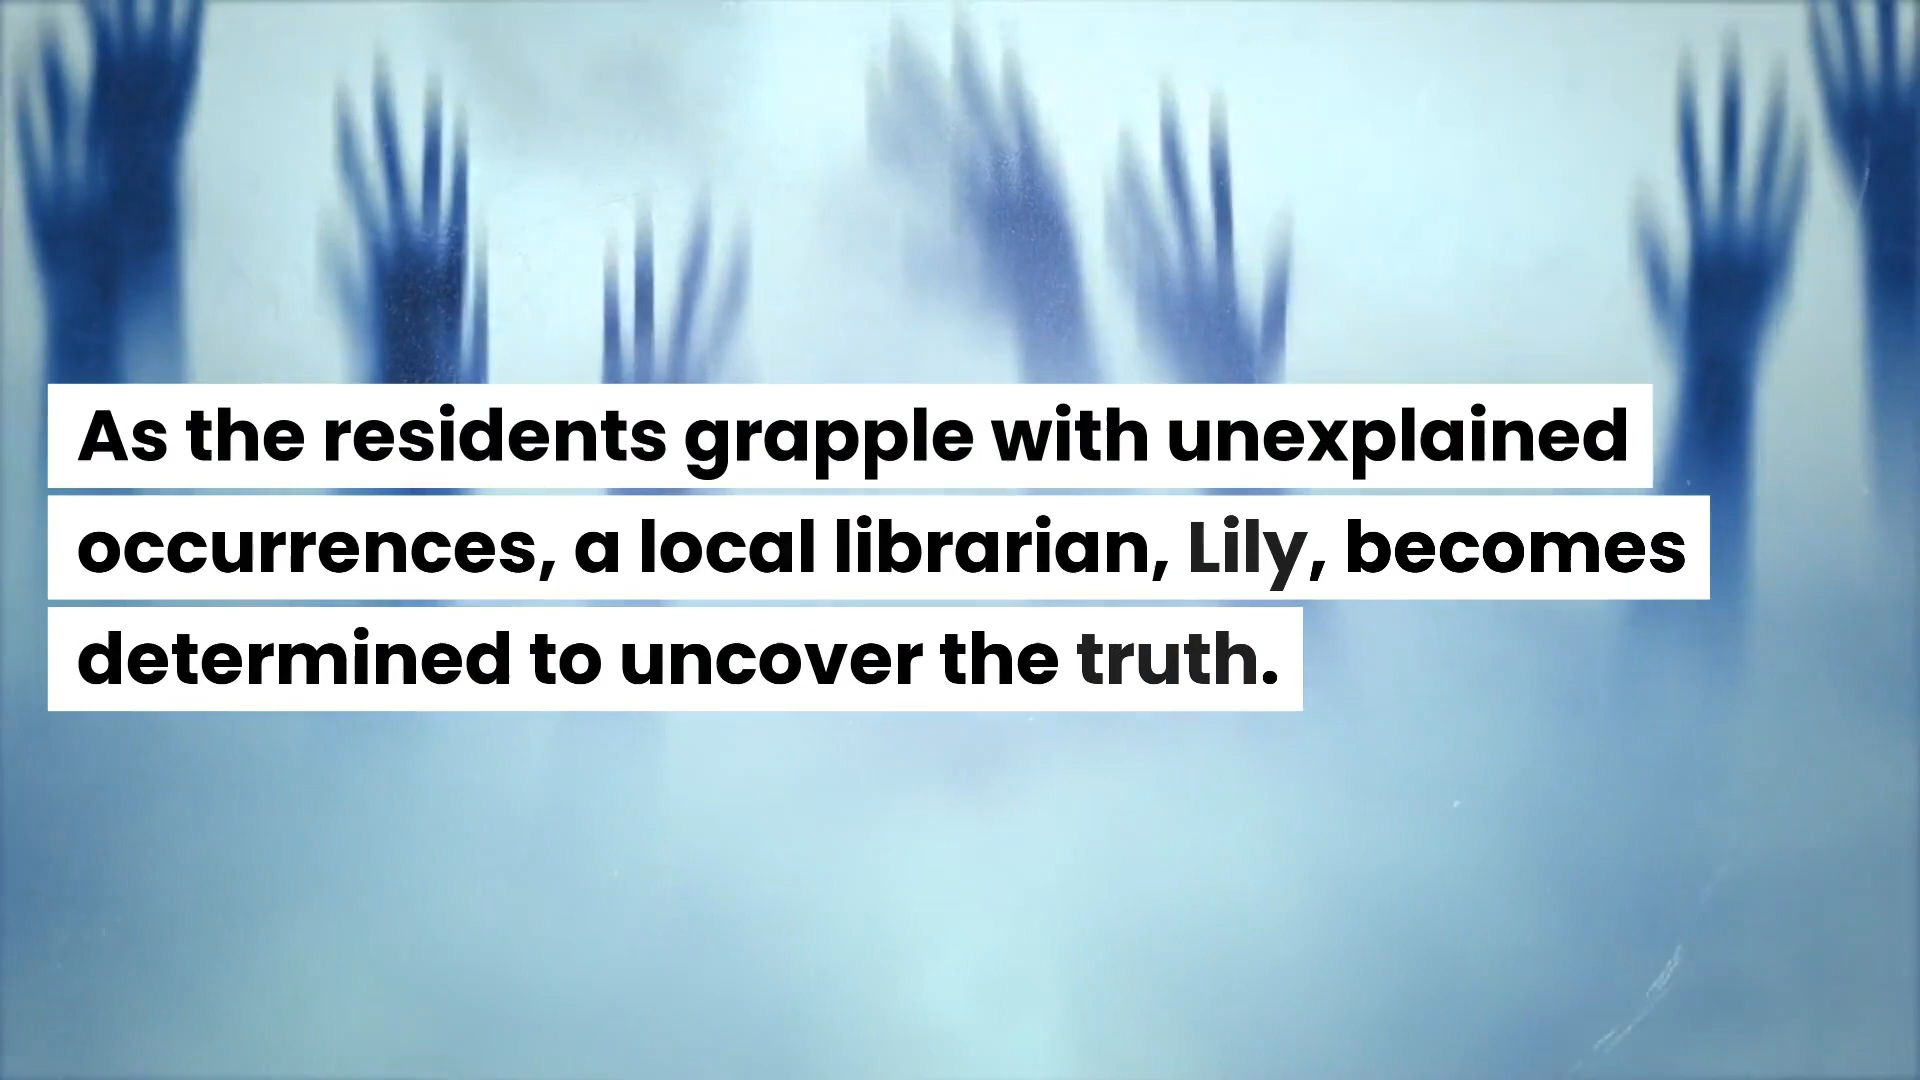 As the residents grapple with unexplained
occurrences, a local librarian, Lily, becomes
determined to uncover the truth.